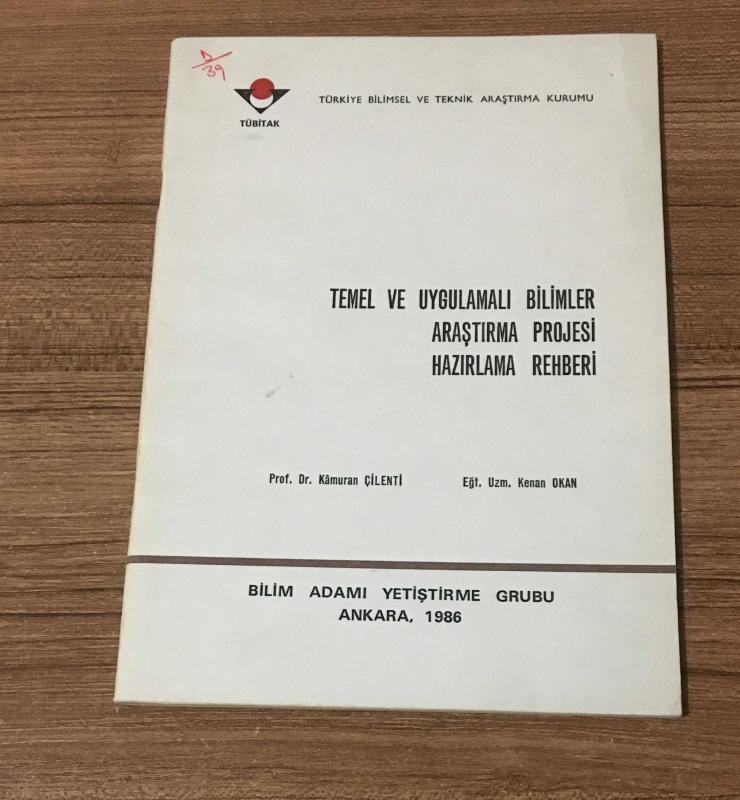 D/39
TÜBİTAK
TÜRKİYE BİLİMSEL VE TEKNİK ARAŞTIRMA KURUMU
TEMEL VE UYGULAMALI BİLİMLER
ARAŞTIRMA PROJESİ
HAZIRLAMA REHBERİ
Prof. Dr. Kâmuran ÇİLENTİ Eğt. Uzm. Kenan OKAN
BİLİM ADAMI YETİŞTİRME GRUBU
ANKARA, 1986